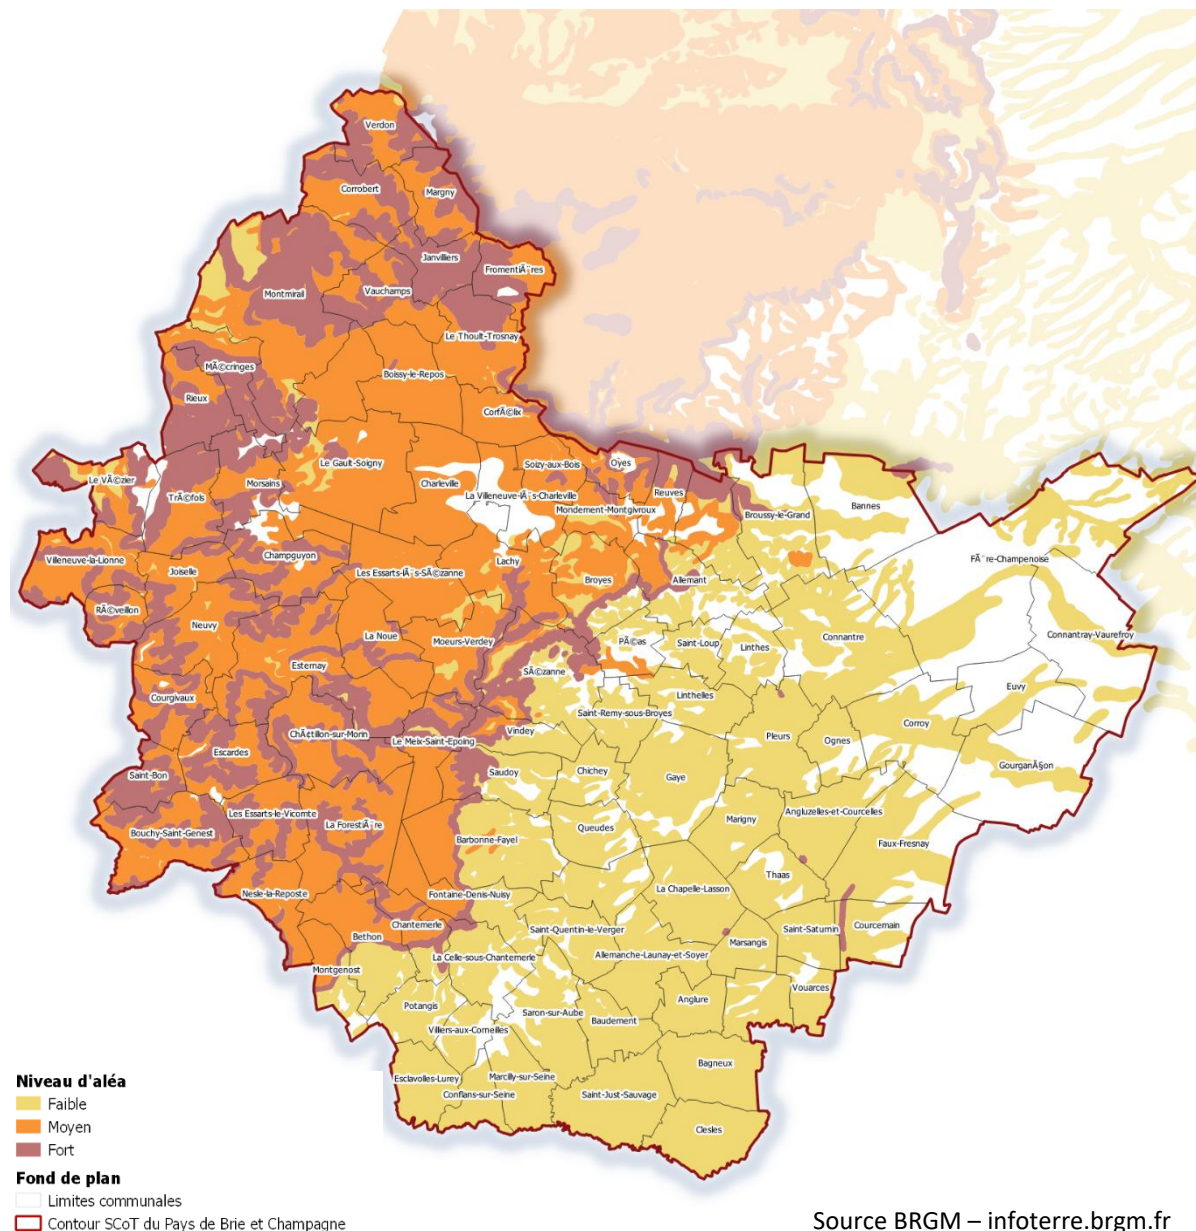 Verdon
Corrobert
Margny
Janvilliers
FromentiÃ¨res
Montmirail
Vauchamps
Le Thoult-Trosnay
MÃ©cringes
Boissy-le-Repos
Rieux
CorfÃ©lix
Le Gault-Soigny
Soizy-aux-Bois
Oyes
Le VÃ©zier
Morsains
Charleville
Reuves
TrÃ©fols
La Villeneuve-lÃ¨s-Charleville
Mondement-Montgivroux
Broussy-le-Grand
Bannes
Villeneuve-la-Lionne
Champguyon
Lachy
FÃ¨re-Champenoise
Joiselle
Les Essarts-lÃ¨s-SÃ©zanne
Broyes
Allemant
RÃ©veillon
Neuvy
La Noue
Moeurs-Verdey
PÃ©as
Saint-Loup
Linthes
Connantre
Connantray-Vaurefroy
Esternay
SÃ©zanne
Courgivaux
Linthelles
Euvy
Saint-Remy-sous-Broyes
Corroy
ChÃ¢tillon-sur-Morin
Vindey
Pleurs
Ognes
Le Meix-Saint-Epoing
Escardes
Saint-Bon
Saudoy
Chichey
Gaye
GourganÃ§on
Les Essarts-le-Vicomte
La ForestiÃ¨re
Angluzelles-et-Courcelles
Bouchy-Saint-Genest
Queudes
Marigny
Barbonne-Fayel
Faux-Fresnay
Thaas
Nesle-la-Reposte
Fontaine-Denis-Nuisy
La Chapelle-Lasson
Chantemerle
Saint-Quentin-le-Verger
Saint-Saturnin
Courcemain
Bethon
Marsangis
La Celle-sous-Chantemerle
Allemanche-Launay-et-Soyer
Montgenost
Vouarces
Potangis
Anglure
Saron-sur-Aube
Baudement
Villiers-aux-Corneilles
Bagneux
Esclavolles-Lurey
Marcilly-sur-Seine
Conflans-sur-Seine
Saint-Just-Sauvage
Clesles
Niveau d'aléa
Faible
Moyen
Fort
Fond de plan
Limites communales
Contour SCoT du Pays de Brie et Champagne
Source BRGM – infoterre.brgm.fr